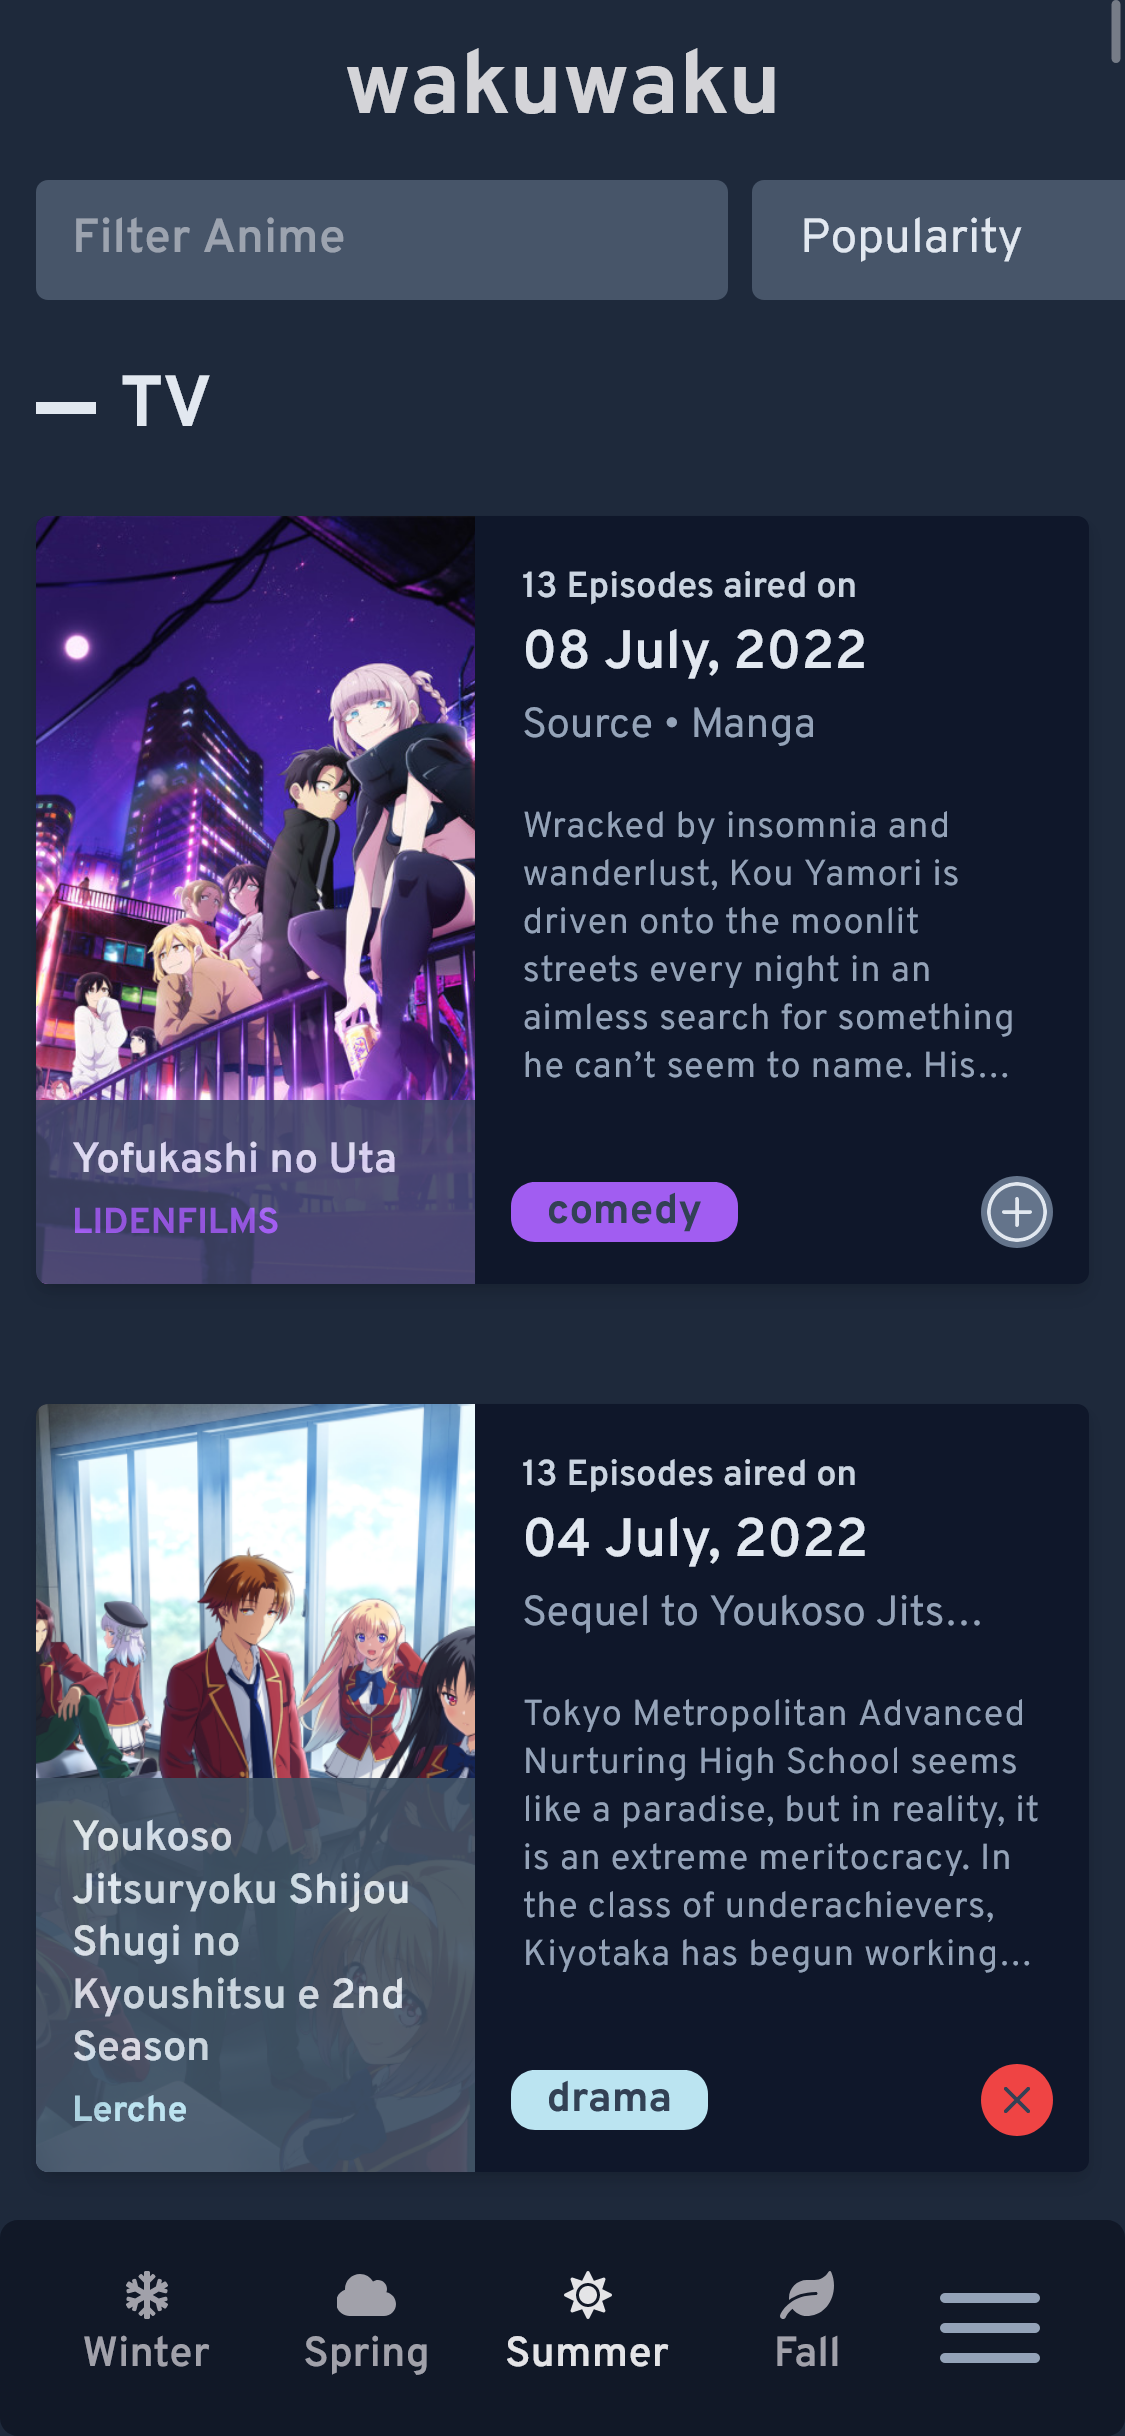 wakuwaku
Filter Anime
Popularity
TV
13 Episodes aired on
08 July, 2022
Source • Manga
Wracked by insomnia and
wanderlust, Kou Yamori is
driven onto the moonlit
streets every night in an
aimless search for something
he can’t seem to name. His...
Yofukashi no Uta
LIDENFILMS
comedy
13 Episodes aired on
04 July, 2022
Sequel to Youkoso Jits...
Tokyo Metropolitan Advanced
Nurturing High School seems
like a paradise, but in reality, it
is an extreme meritocracy. In
the class of underachievers,
Kiyotaka has begun working...
Youkoso
Jitsuryoku Shijou
Shugi no
Kyoushitsu e 2nd
Season
Lerche
drama
Winter
Spring
Summer
Fall